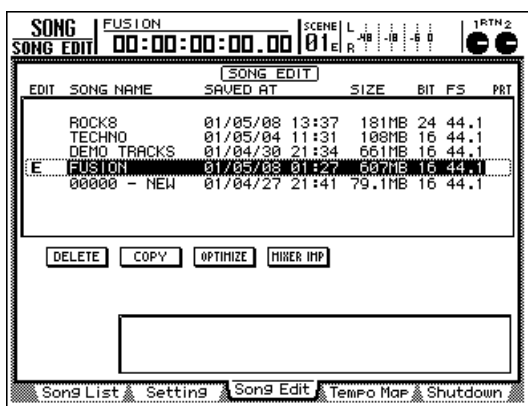 SONG
SONG EDIT
FUSION
00:00:00:00.00
SCENE
01E
L
R
-48 -18 -6 0
1RTN2
SONG EDIT
EDIT SONG NAME SAVED AT SIZE BIT FS PRT
ROCK8 01/05/08 13:37 181MB 24 44.1
TECHNO 01/05/04 11:31 108MB 16 44.1
DEMO TRACKS 01/04/30 21:34 661MB 16 44.1
E FUSION 01/05/03 01:27 607MB 16 44.1
00000 - NEW 01/04/27 21:41 79.1MB 16 44.1
DELETE COPY OPTIMIZE MIXER IMP
Song List Setting Song Edit Tempo Map Shutdown